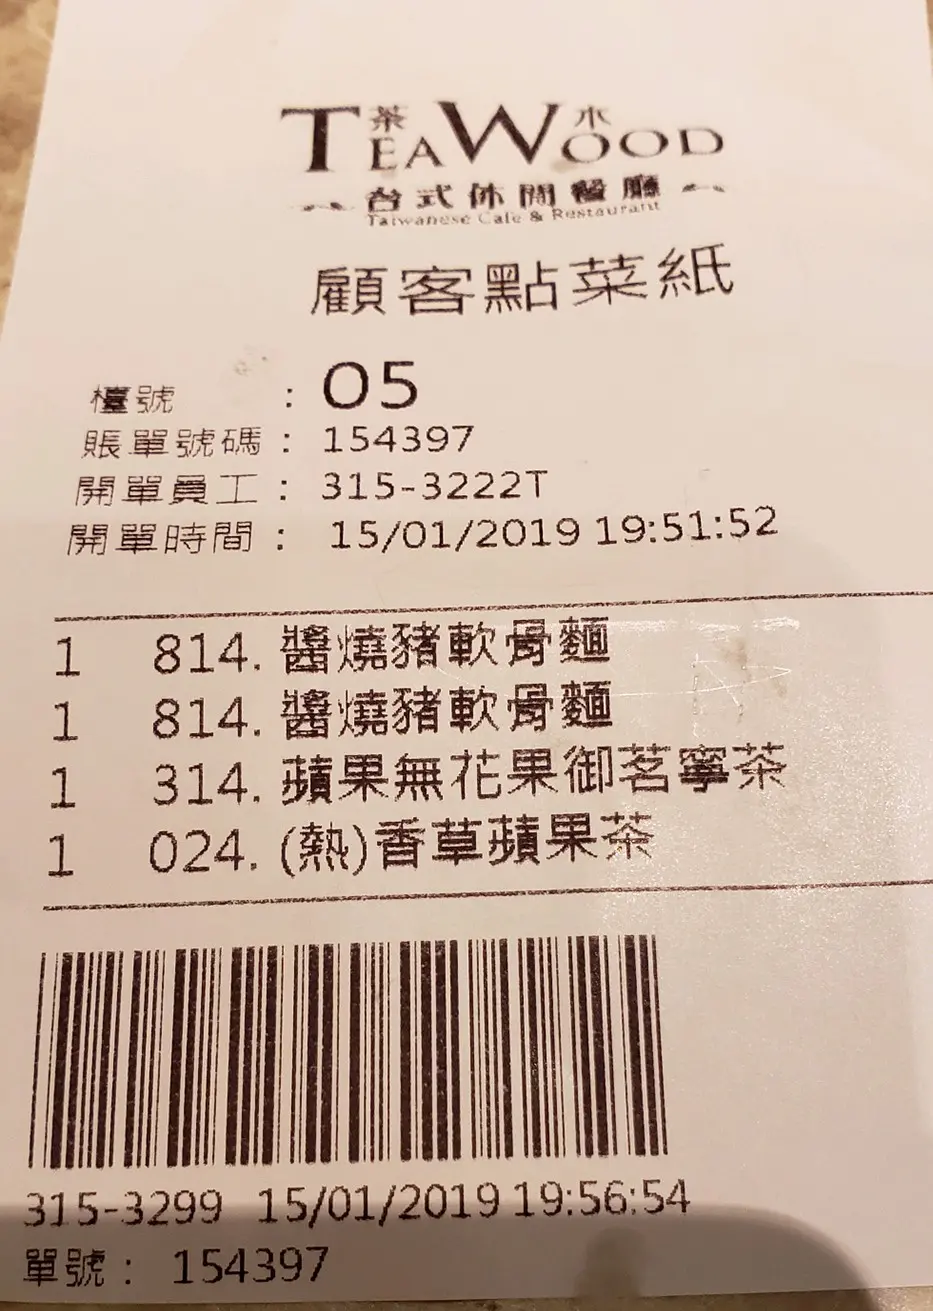 茶 木
TEA WOOD
台式休閒餐廳
Taiwanese Cafe & Restaurant
顧客點菜紙
檯號 : 05
賬單號碼 : 154397
開單員工 : 315-3222T
開單時間 : 15/01/2019 19:51:52
1 814. 醬燒豬軟骨麵
1 814. 醬燒豬軟骨麵
1 314. 蘋果無花果御茗寧茶
1 024. (熱)香草蘋果茶
315-3299 15/01/2019 19:56:54
單號 : 154397